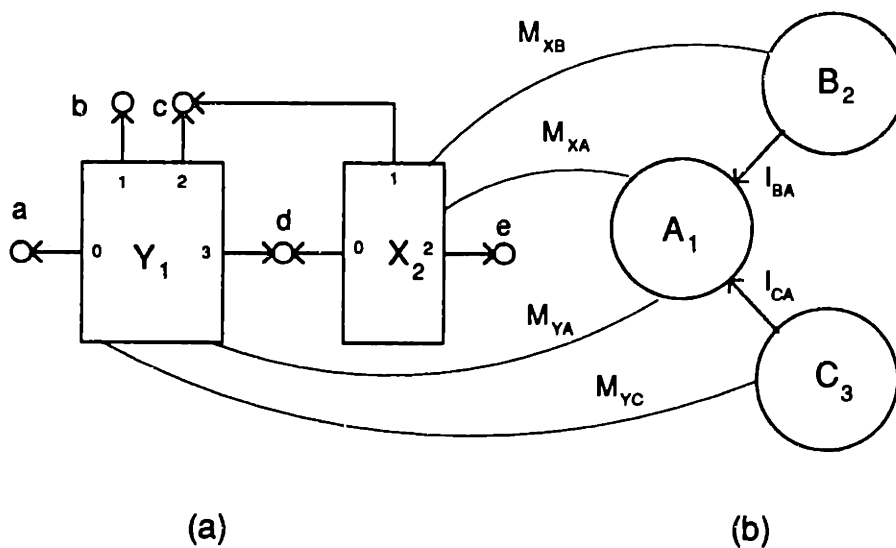 M_XB
B_2
b
c
M_XA
1
2
1
I_BA
a
d
e
A_1
0
Y_1
3
0
X_2
2
I_CA
M_YA
M_YC
C_3
(a)
(b)